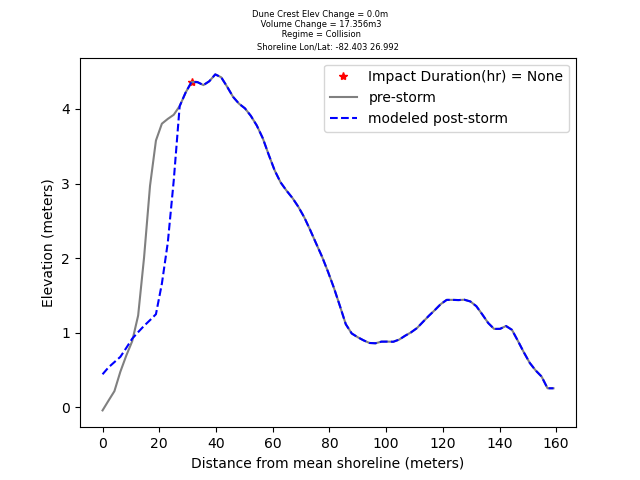 Dune Crest Elev Change = 0.0m
Volume Change = 17.356m3
Regime = Collision
Shoreline Lon/Lat: -82.403 26.992
Impact Duration(hr) = None
pre-storm
modeled post-storm
Elevation (meters)
4
3
2
1
0
0 20 40 60 80 100 120 140 160
Distance from mean shoreline (meters)